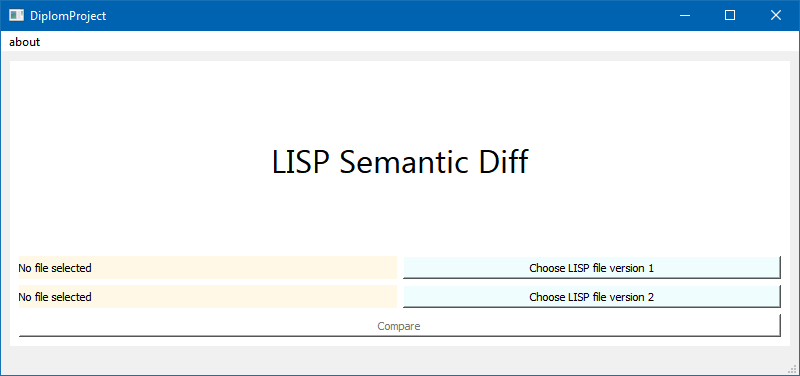 DiplomProject
about
LISP Semantic Diff
No file selected
Choose LISP file version 1
No file selected
Choose LISP file version 2
Compare